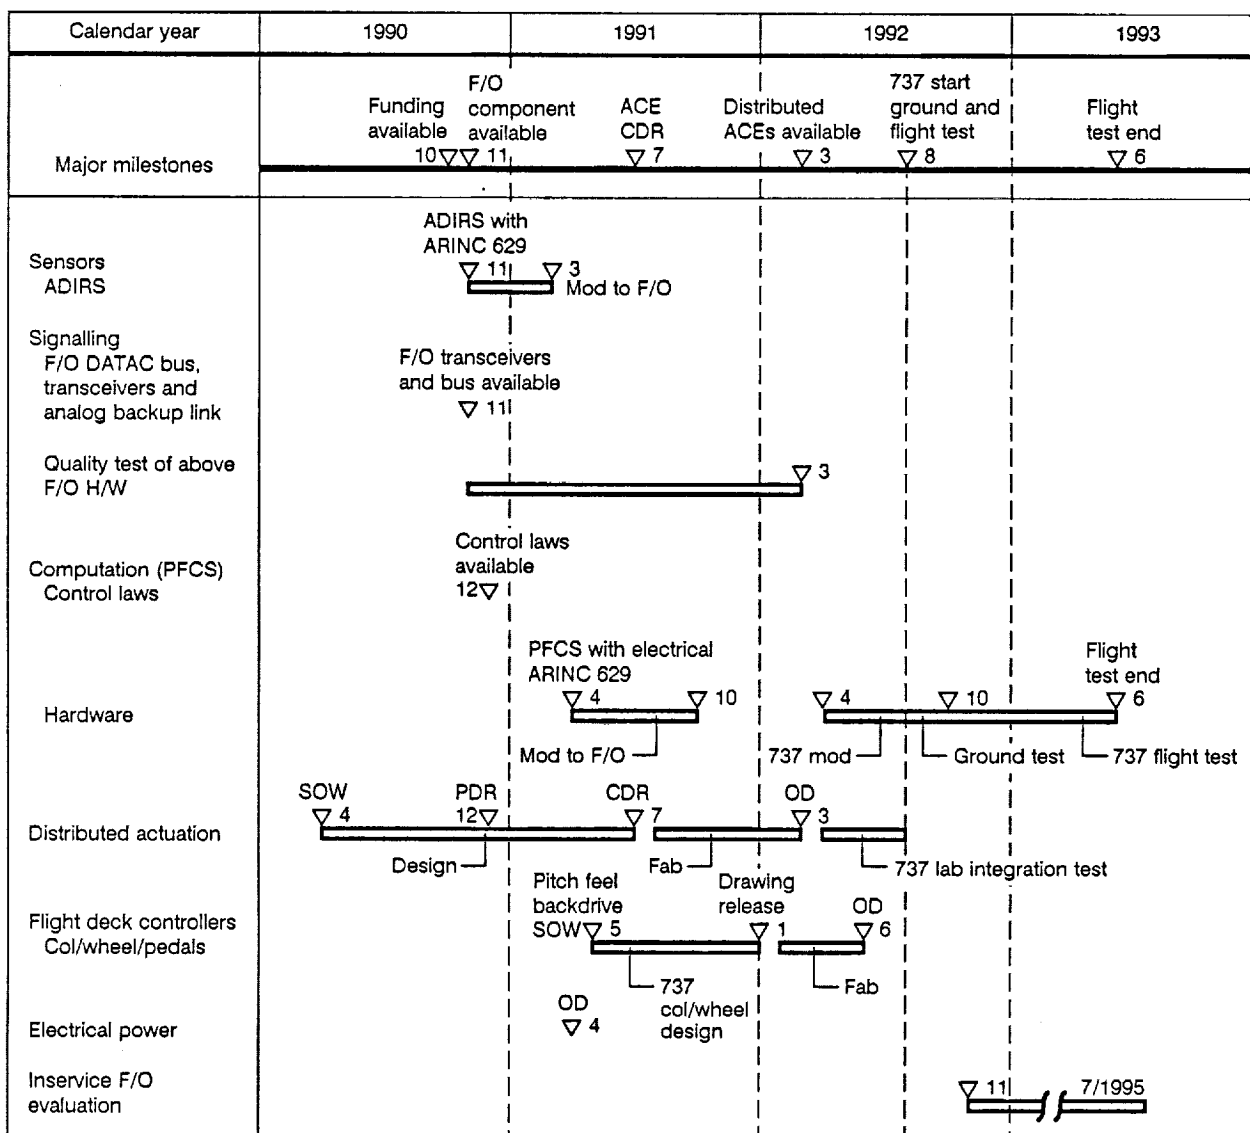 Calendar year 1990 1991 1992 1993
Major milestones
Funding
available
10
F/O
component
available
11
ACE
CDR
7
Distributed
ACEs available
3
737 start
ground and
flight test
8
Flight
test end
6
Sensors
ADIRS
ADIRS with
ARINC 629
11 3
Mod to F/O
Signalling
F/O DATAC bus,
transceivers and
analog backup link
F/O transceivers
and bus available
11
Quality test of above
F/O H/W
3
Computation (PFCS)
Control laws
Control laws
available
12
Hardware
PFCS with electrical
ARINC 629
4 10
Mod to F/O
4 10
Flight
test end
6
737 mod Ground test 737 flight test
Distributed actuation
SOW PDR CDR OD
4 12 7 3
Design Fab 737 lab integration test
Flight deck controllers
Col/wheel/pedals
Pitch feel
backdrive
SOW 5
Drawing
release
1
OD
6
737
col/wheel
design
Fab
Electrical power
OD
4
Inservice F/O
evaluation
11 7/1995